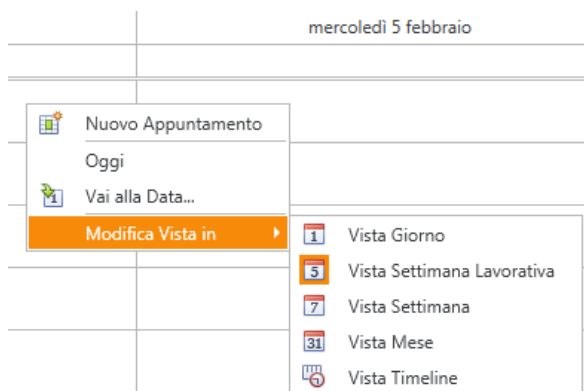 mercoledì 5 febbraio
Nuovo Appuntamento
Oggi
1 Vai alla Data...
Modifica Vista in
1 Vista Giorno
5 Vista Settimana Lavorativa
7 Vista Settimana
31 Vista Mese
Vista Timeline